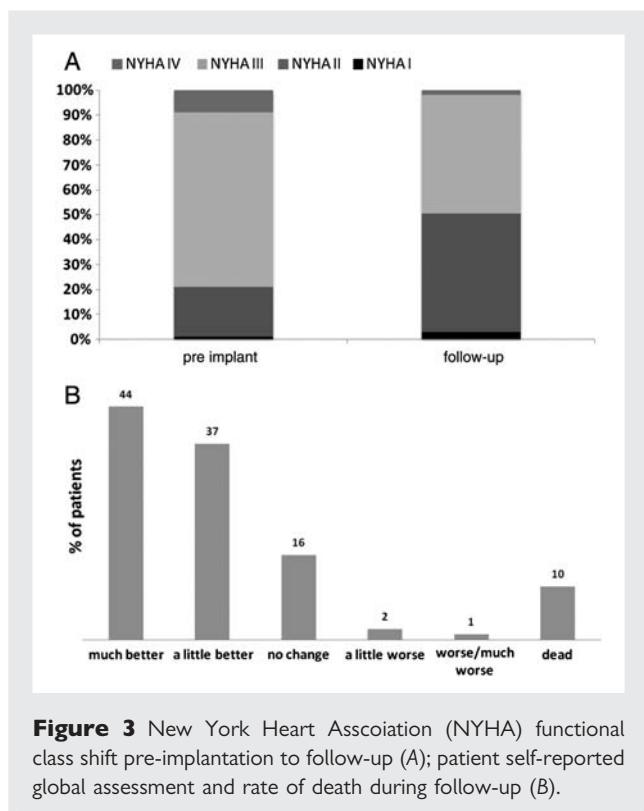 A
NYHA IV NYHA III NYHA II NYHA I
100%
90%
80%
70%
60%
50%
40%
30%
20%
10%
0%
pre implant follow-up
B
% of patients
44
37
16
2
1
10
much better a little better no change a little worse worse/much worse dead
Figure 3 New York Heart Asscoiation (NYHA) functional
class shift pre-implantation to follow-up (A); patient self-reported
global assessment and rate of death during follow-up (B).